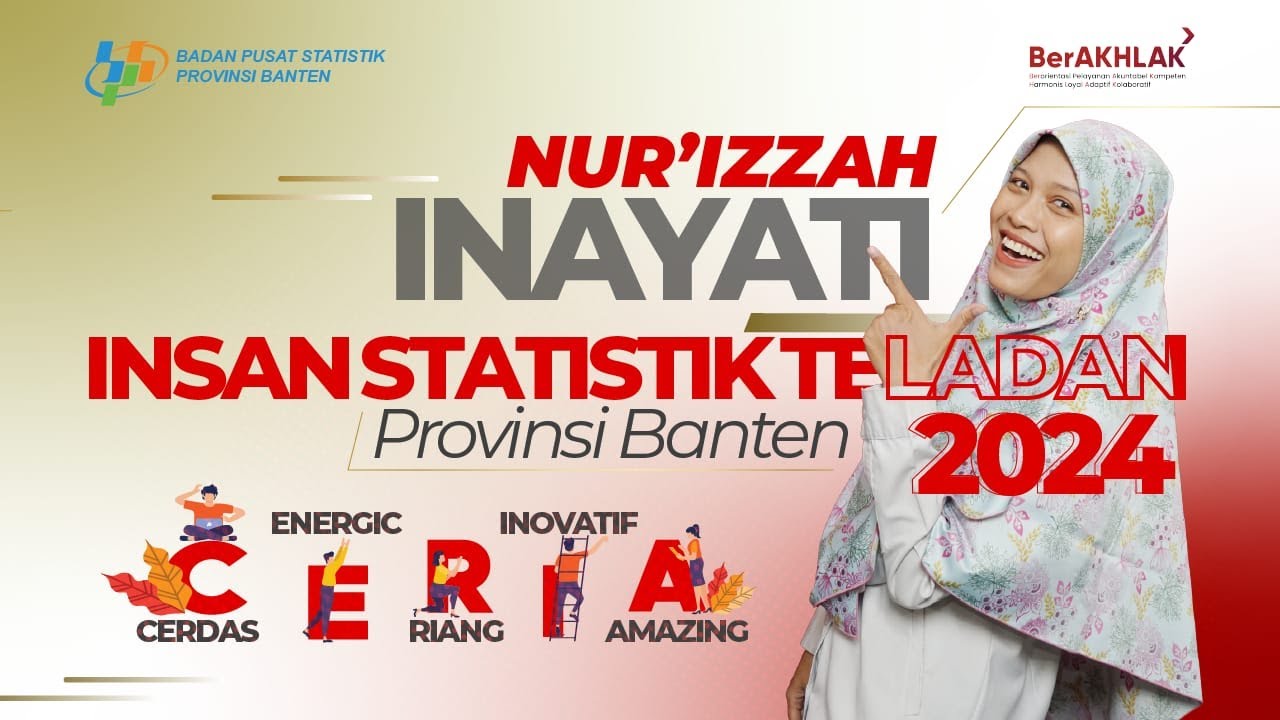 BADAN PUSAT STATISTIK
PROVINSI BANTEN
BerAKHLAK
Berorientasi Pelayanan Akuntabel Kompeten
Harmonis Loyal Adaptif Kolaboratif
NUR'IZZAH
INAYATI
INSAN STATISTIK TELADAN
Provinsi Banten
2024
ENERGIC INOVATIF
CERIA
CERDAS RIANG AMAZING